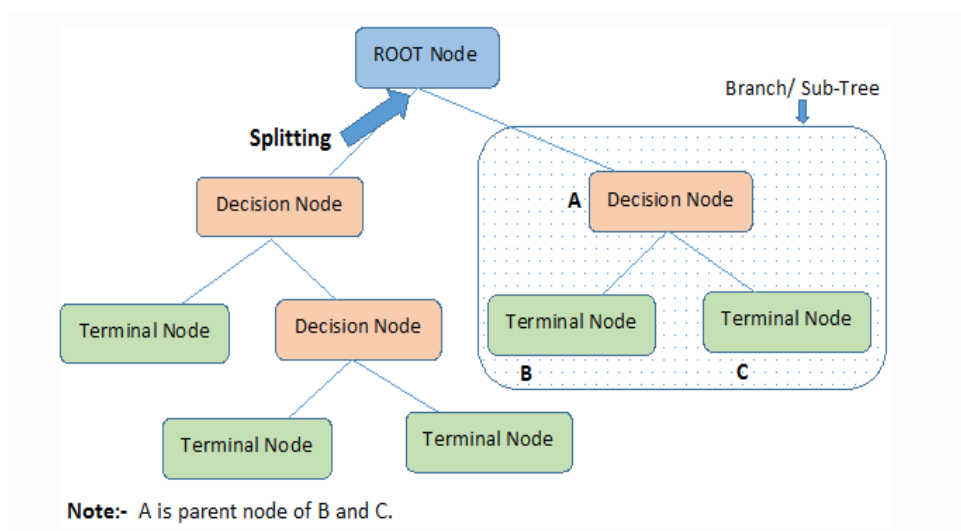 ROOT Node
Branch/ Sub-Tree
Splitting
Decision Node
A
Decision Node
Terminal Node
Decision Node
Terminal Node
Terminal Node
B
C
Terminal Node
Terminal Node
Note:- A is parent node of B and C.